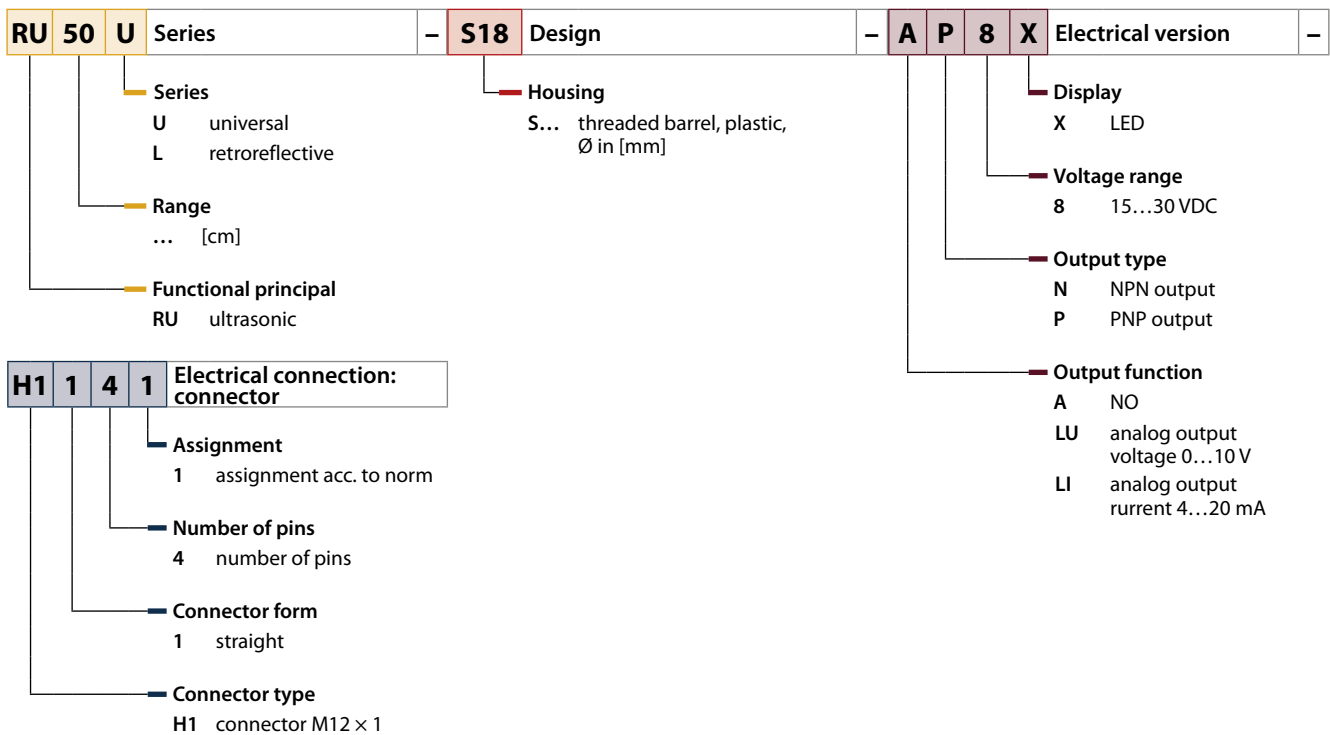 RU 50 U Series – S18 Design – A P 8 X Electrical version –
Series
U universal
L retroreflective
Range
… [cm]
Functional principal
RU ultrasonic
Housing
S… threaded barrel, plastic,
Ø in [mm]
Display
X LED
Voltage range
8 15…30 VDC
Output type
N NPN output
P PNP output
Output function
A NO
LU analog output
voltage 0…10 V
LI analog output
rurrent 4…20 mA
H1 1 4 1 Electrical connection:
connector
Assignment
1 assignment acc. to norm
Number of pins
4 number of pins
Connector form
1 straight
Connector type
H1 connector M12 × 1